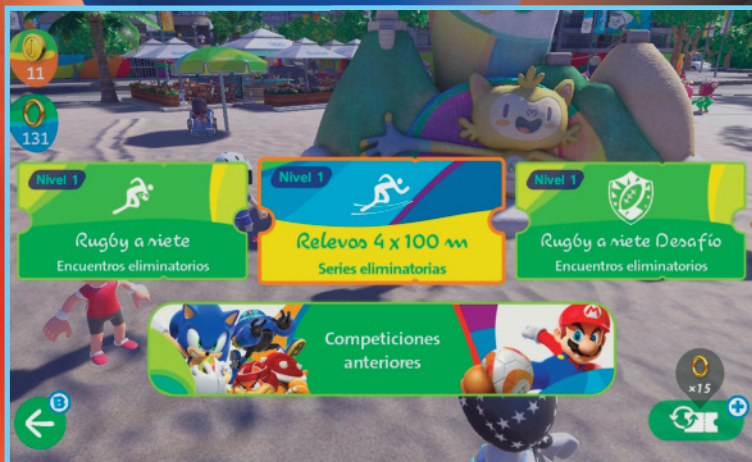 11
131
Nivel 1
Rugby a siete
Encuentros eliminatorios
Nivel 1
Relevos 4 x 100 m
Series eliminatorias
Nivel 1
Rugby a siete Desafío
Encuentros eliminatorios
Competiciones
anteriores
M
×15
B
+